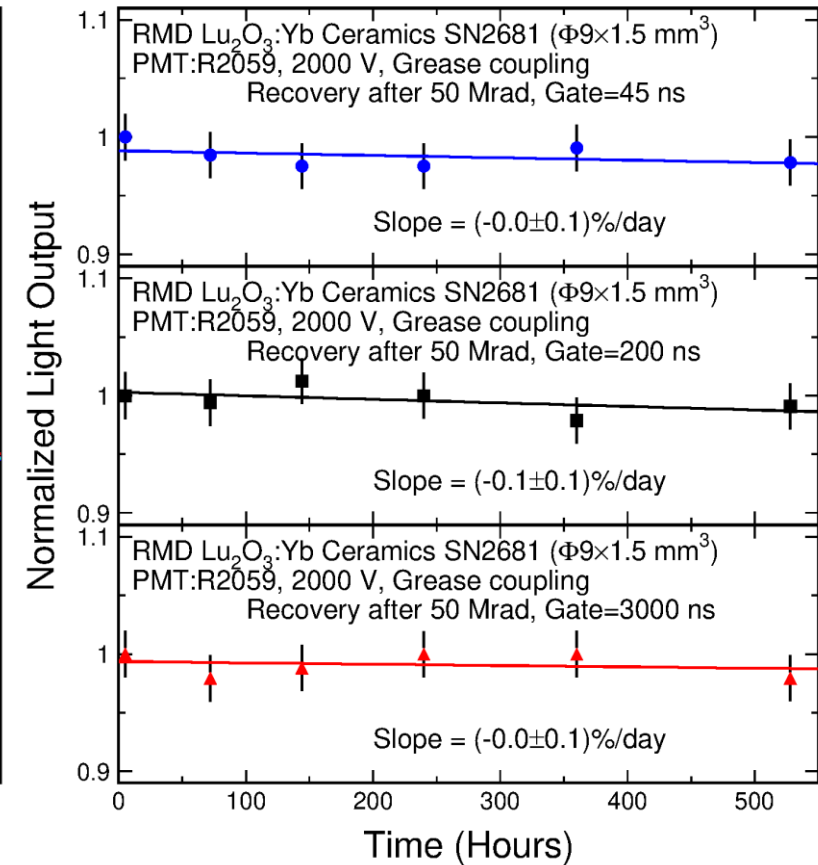 Normalized Light Output
1.1
RMD Lu₂O₃:Yb Ceramics SN2681 (Φ9×1.5 mm³)
PMT:R2059, 2000 V, Grease coupling
Recovery after 50 Mrad, Gate=45 ns
1
Slope = (-0.0±0.1)%/day
0.9
1.1
RMD Lu₂O₃:Yb Ceramics SN2681 (Φ9×1.5 mm³)
PMT:R2059, 2000 V, Grease coupling
Recovery after 50 Mrad, Gate=200 ns
1
Slope = (-0.1±0.1)%/day
0.9
1.1
RMD Lu₂O₃:Yb Ceramics SN2681 (Φ9×1.5 mm³)
PMT:R2059, 2000 V, Grease coupling
Recovery after 50 Mrad, Gate=3000 ns
1
Slope = (-0.0±0.1)%/day
0.9
0 100 200 300 400 500
Time (Hours)